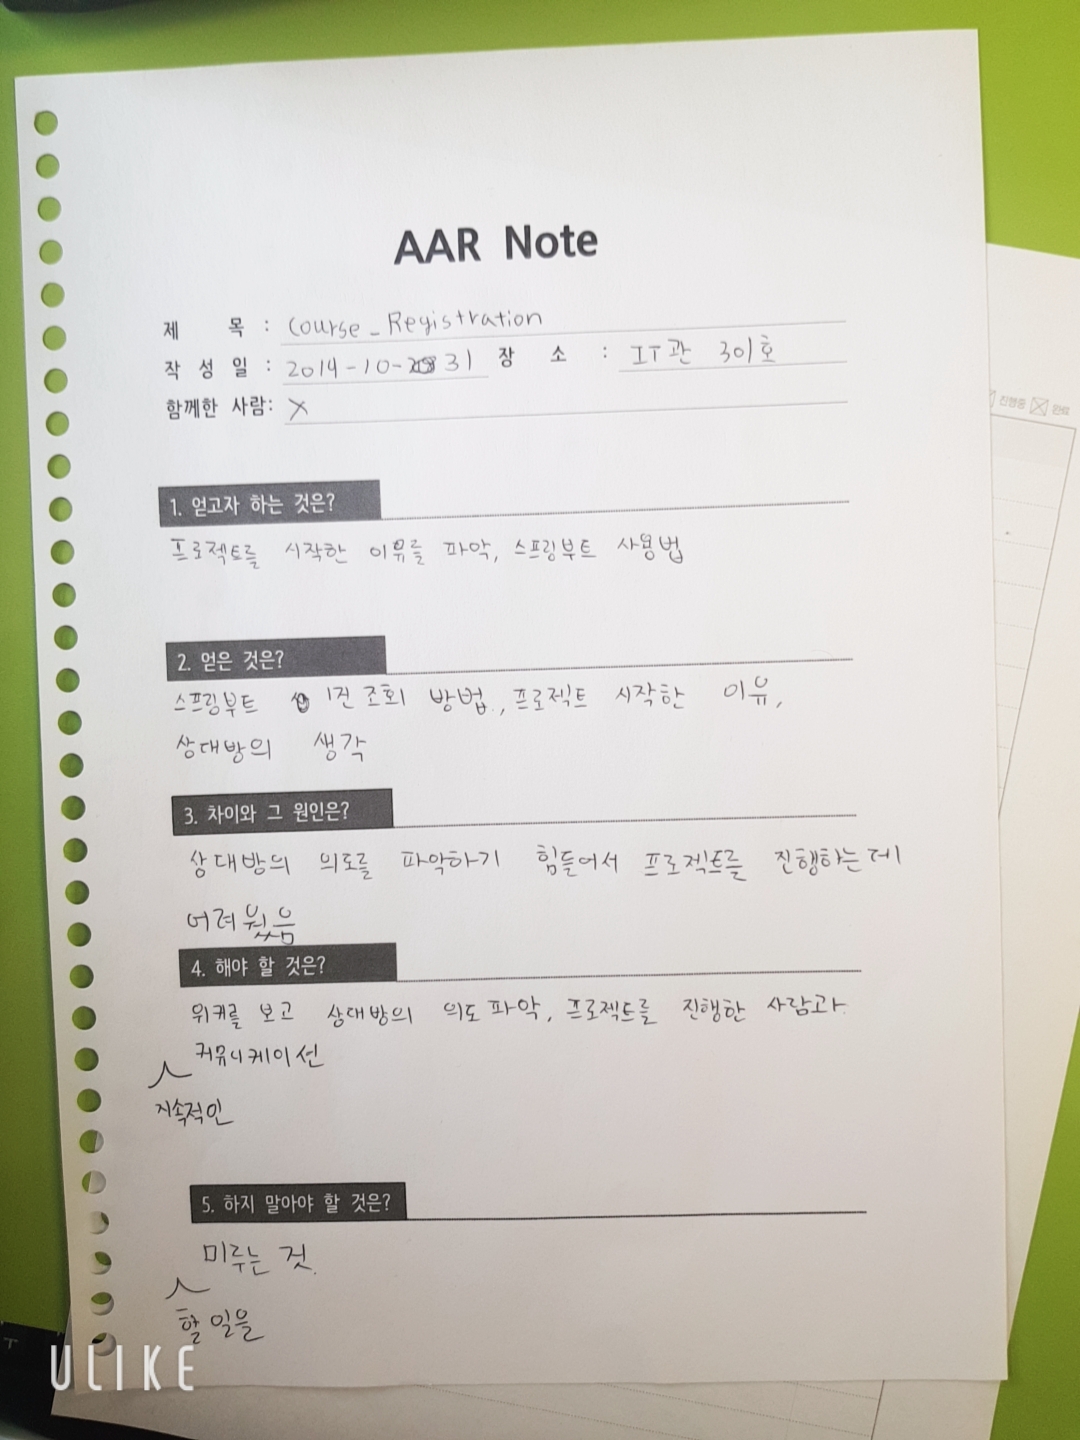 AAR Note
제 목 : Course_Registration
작 성 일 : 2014-10-31 장 소 : IT관 301호
함께한 사람: X
진행중 완료
1. 얻고자 하는 것은?
프로젝트를 시작한 이유를 파악, 스프링부트 사용법
2. 얻은 것은?
스프링부트 1건 조회 방법, 프로젝트 시작한 이유,
상대방의 생각
3. 차이와 그 원인은?
상대방의 의도를 파악하기 힘들어서 프로젝트를 진행하는데
어려웠음
4. 해야 할 것은?
위키를 보고 상대방의 의도 파악, 프로젝트를 진행한 사람과
커뮤니케이션
지속적인
5. 하지 말아야 할 것은?
미루는 것.
할 일을
ULIKE